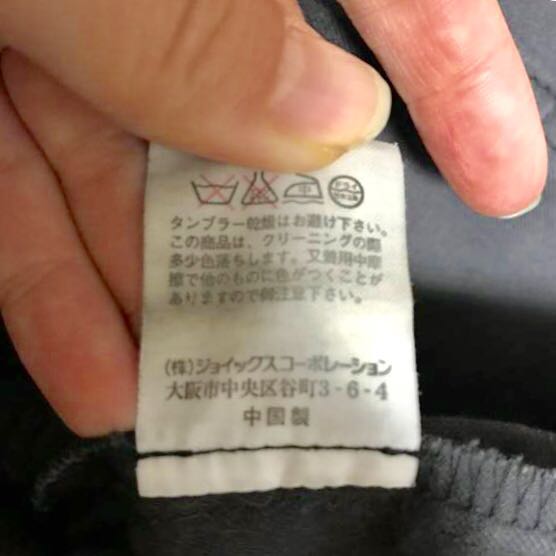 中
ドライ
タンブラー乾燥はお避け下さい。
この商品は、クリーニングの際
多少色落ちします。又着用中摩
擦で他のものに色がつくことが
ありますので御注意下さい。
(株)ジョイックスコーポレーション
大阪市中央区谷町3-6-4
中国製